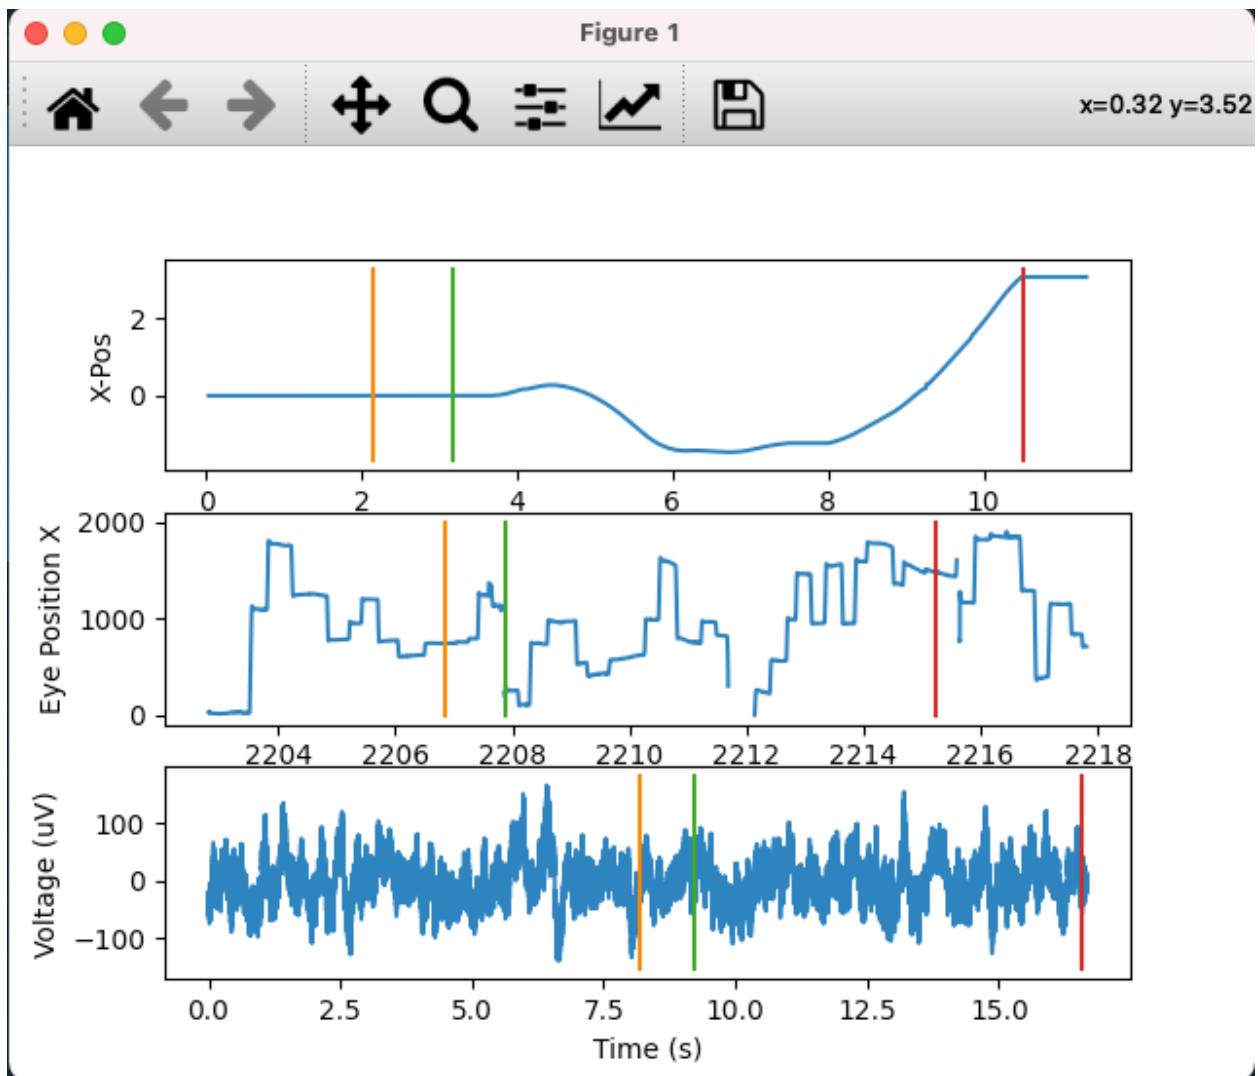 Figure 1
x=0.32 y=3.52
X-Pos
2
0
0 2 4 6 8 10
Eye Position X
2000
1000
0
2204 2206 2208 2210 2212 2214 2216 2218
Voltage (uV)
100
0
−100
0.0 2.5 5.0 7.5 10.0 12.5 15.0
Time (s)